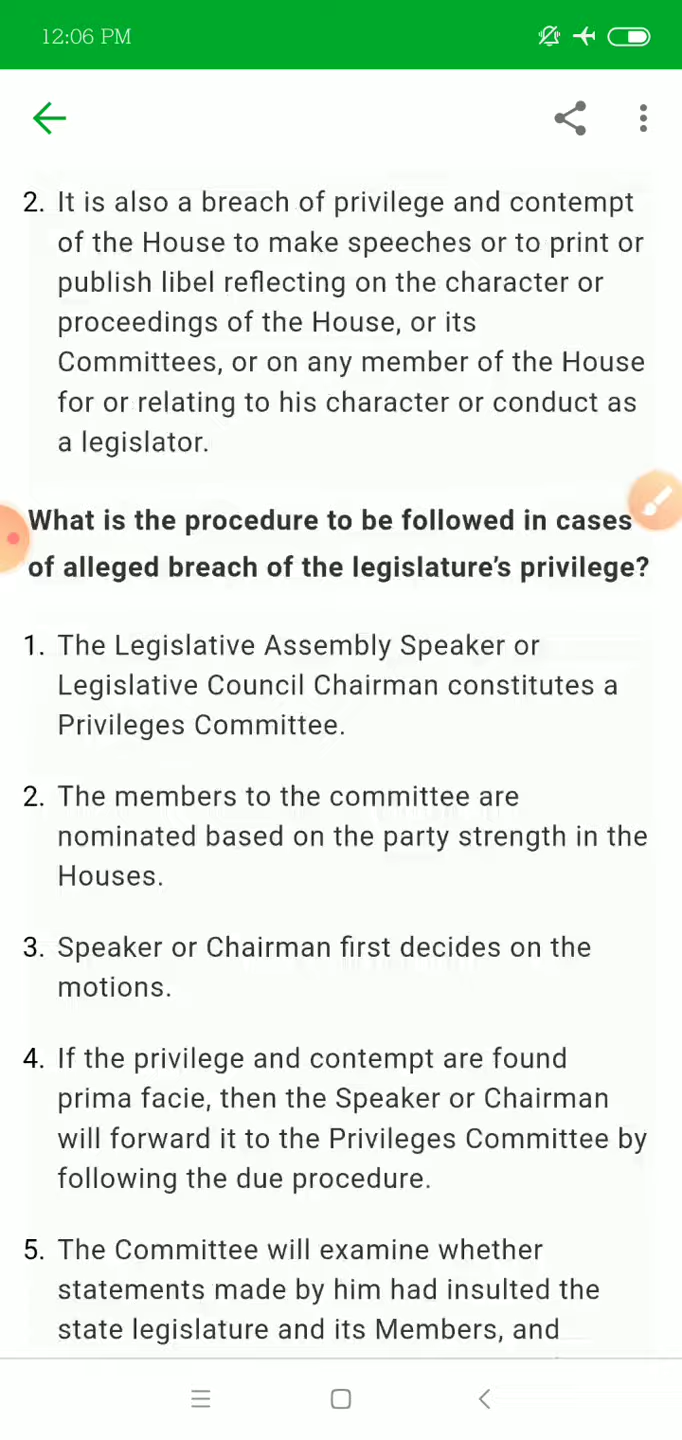 12:06 PM
2. It is also a breach of privilege and contempt
of the House to make speeches or to print or
publish libel reflecting on the character or
proceedings of the House, or its
Committees, or on any member of the House
for or relating to his character or conduct as
a legislator.
What is the procedure to be followed in cases
of alleged breach of the legislature’s privilege?
1. The Legislative Assembly Speaker or
Legislative Council Chairman constitutes a
Privileges Committee.
2. The members to the committee are
nominated based on the party strength in the
Houses.
3. Speaker or Chairman first decides on the
motions.
4. If the privilege and contempt are found
prima facie, then the Speaker or Chairman
will forward it to the Privileges Committee by
following the due procedure.
5. The Committee will examine whether
statements made by him had insulted the
state legislature and its Members, and